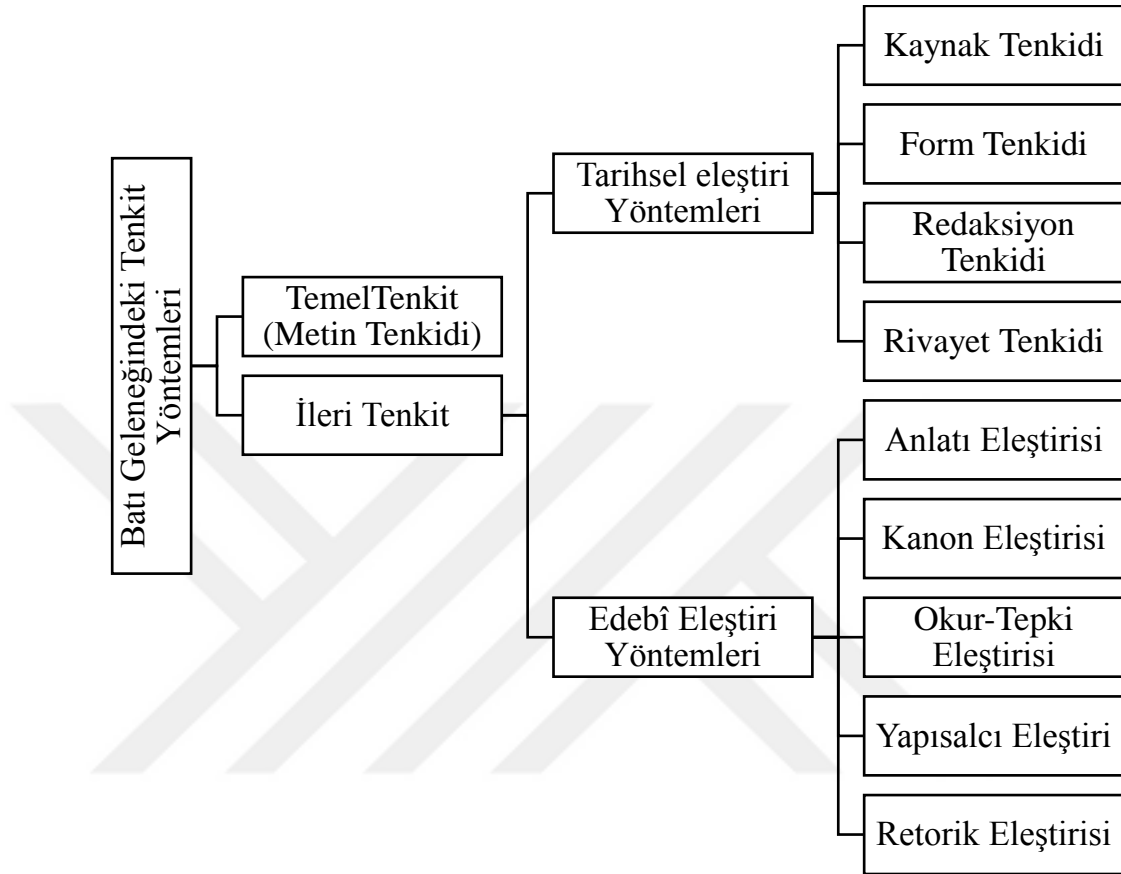 Batı Geleneğindeki Tenkit
Yöntemleri
TemelTenkit
(Metin Tenkidi)
İleri Tenkit
Tarihsel eleştiri
Yöntemleri
Kaynak Tenkidi
Form Tenkidi
Redaksiyon
Tenkidi
Rivayet Tenkidi
Edebî Eleştiri
Yöntemleri
Anlatı Eleştirisi
Kanon Eleştirisi
Okur-Tepki
Eleştirisi
Yapısalcı Eleştiri
Retorik Eleştirisi